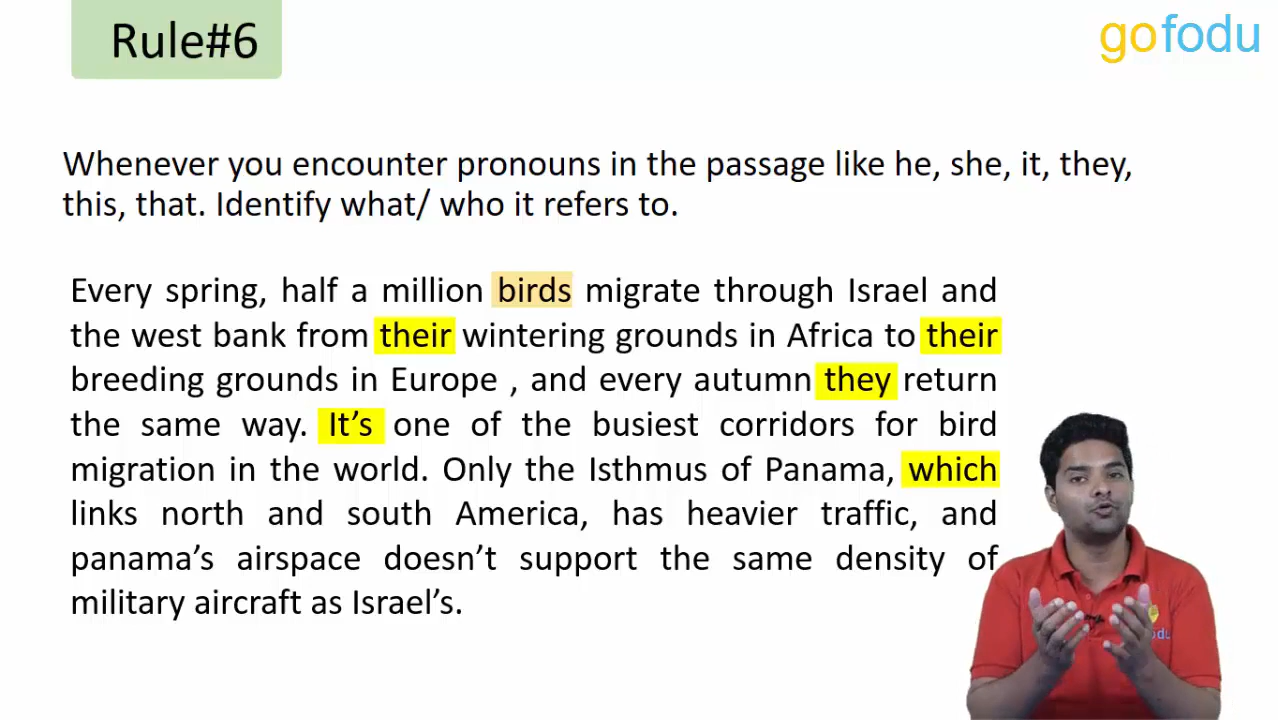 Rule#6
gofodu
Whenever you encounter pronouns in the passage like he, she, it, they,
this, that. Identify what/ who it refers to.
Every spring, half a million birds migrate through Israel and
the west bank from their wintering grounds in Africa to their
breeding grounds in Europe , and every autumn they return
the same way. It’s one of the busiest corridors for bird
migration in the world. Only the Isthmus of Panama, which
links north and south America, has heavier traffic, and
panama’s airspace doesn’t support the same density of
military aircraft as Israel’s.